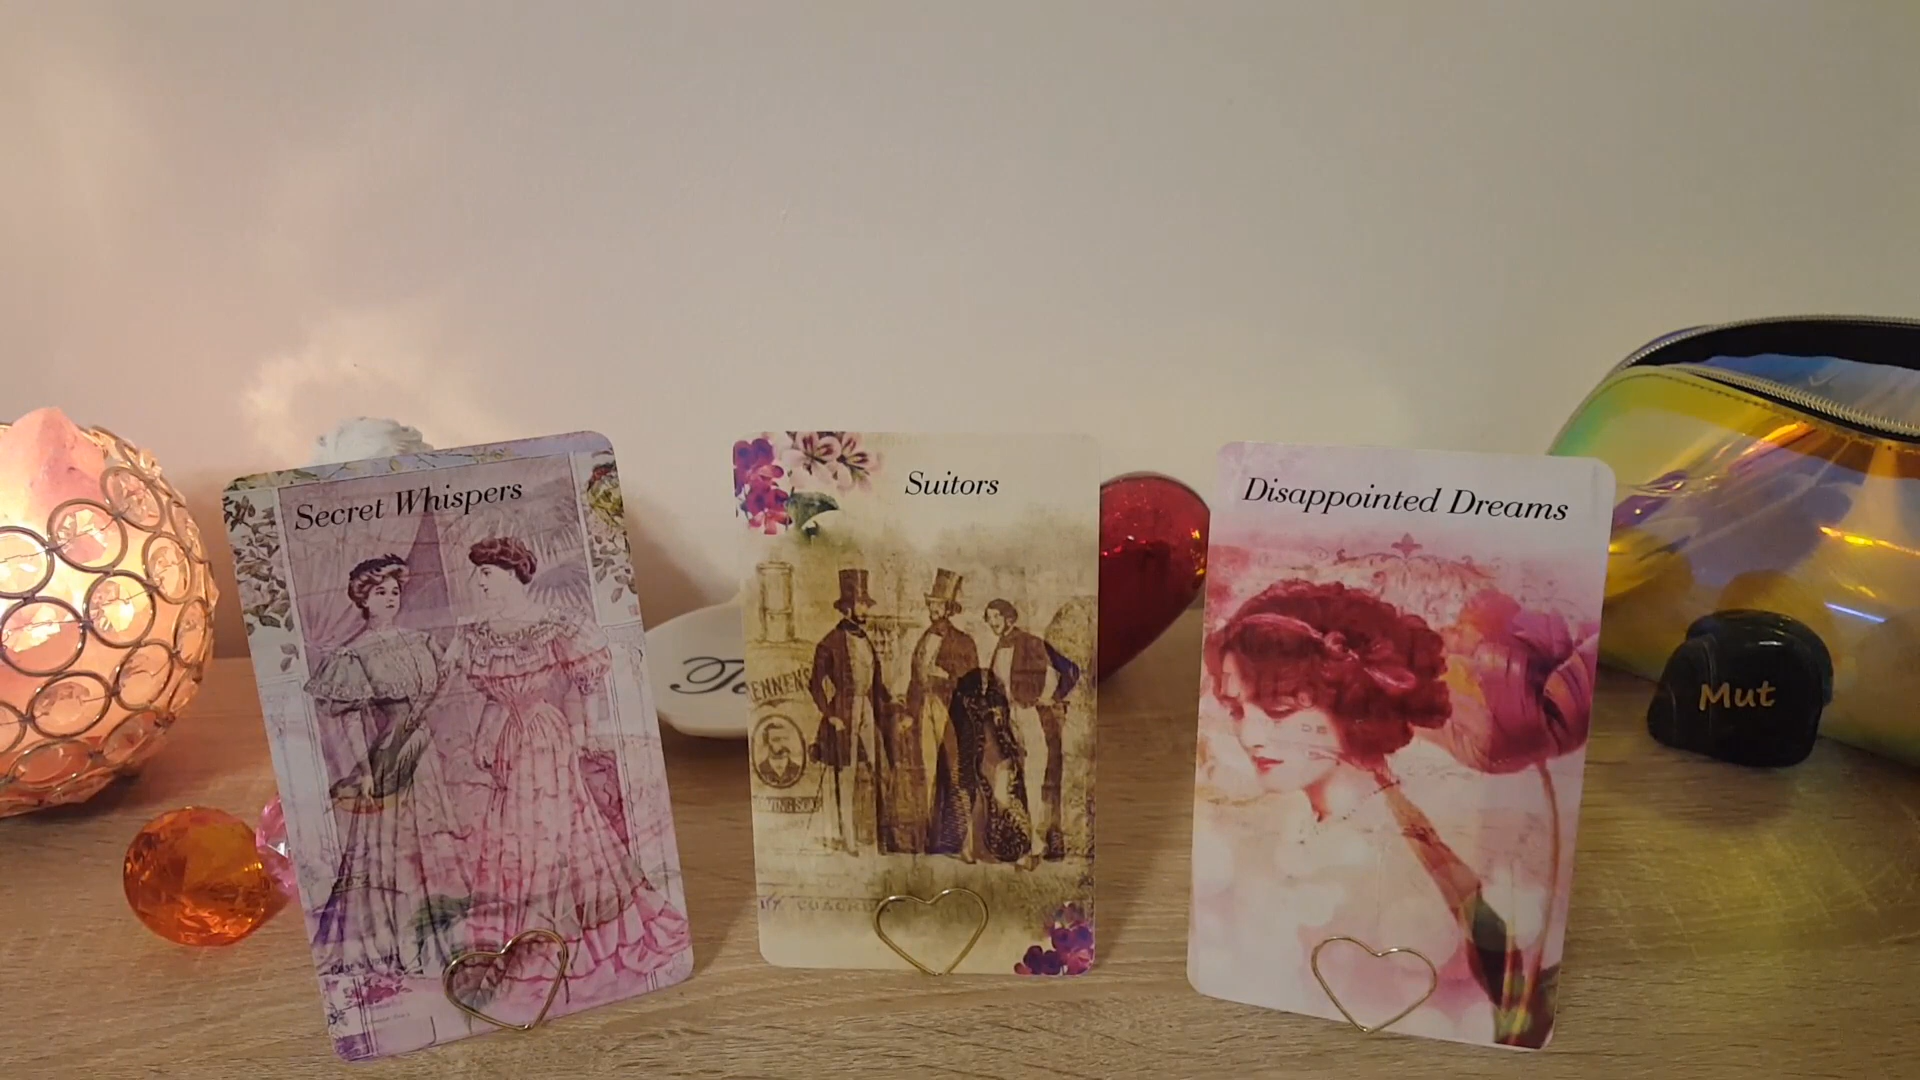 Secret Whispers
Suitors
Disappointed Dreams
Mut